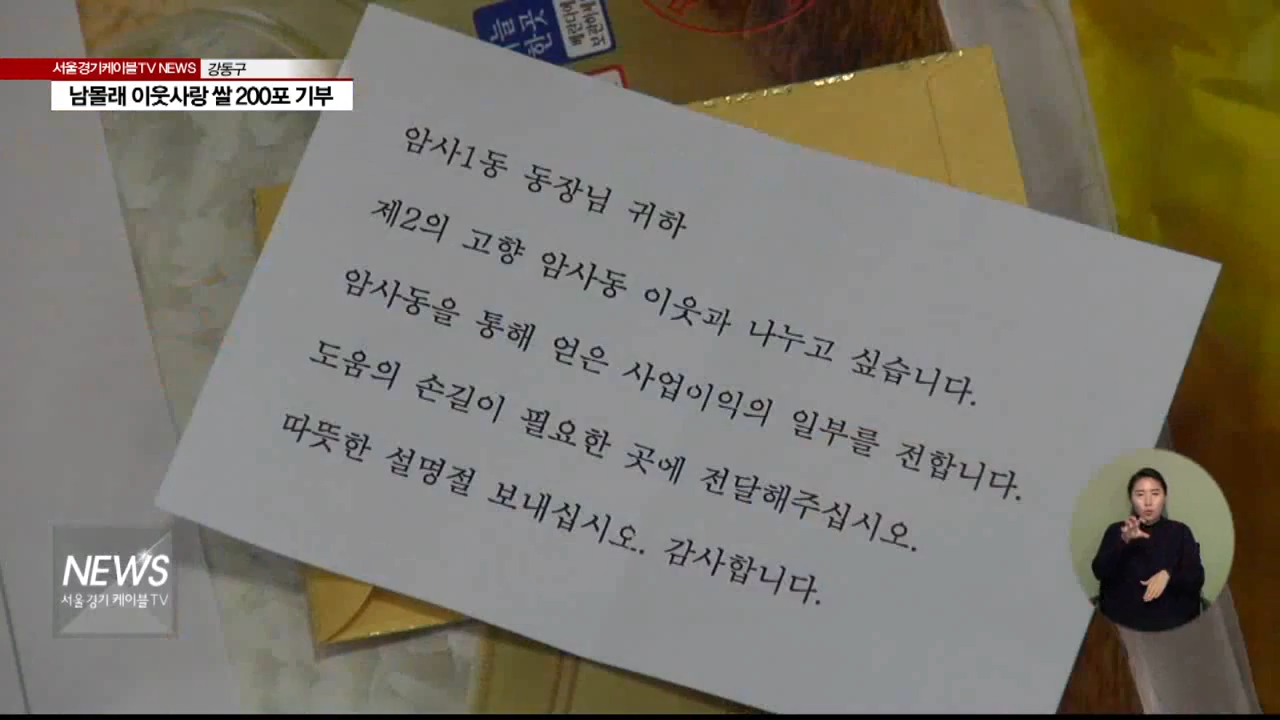 서울경기케이블TV NEWS 강동구
남몰래 이웃사랑 쌀 200포 기부
암사1동 동장님 귀하
제2의 고향 암사동 이웃과 나누고 싶습니다.
암사동을 통해 얻은 사업이익의 일부를 전합니다.
도움의 손길이 필요한 곳에 전달해주십시오.
따뜻한 설명절 보내십시오. 감사합니다.
NEWS
서울경기케이블TV